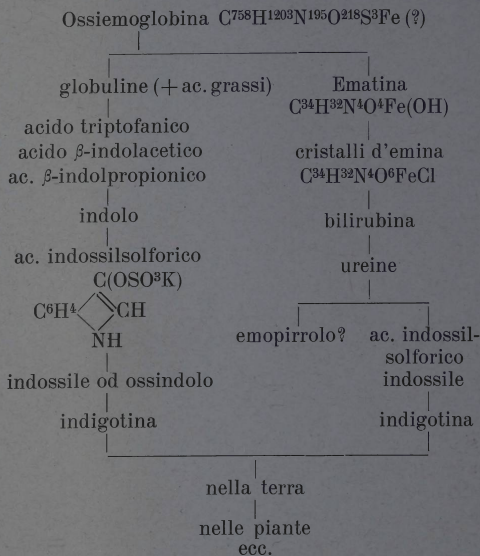 Ossiemoglobina C⁷⁵⁸H¹²⁰³N¹⁹⁵O²¹⁸S³Fe (?)
globuline (+ ac. grassi)
acido triptofanico
acido β-indolacetico
ac. β-indolpropionico
indolo
ac. indossilsolforico
C(OSO³K)
C⁶H⁴ CH
NH
indossile od ossindolo
indigotina
Ematina
C³⁴H³²N⁴O⁴Fe(OH)
cristalli d'emina
C³⁴H³²N⁴O⁶FeCl
bilirubina
ureine
emopirrolo?
ac. indossil-
solforico
indossile
indigotina
nella terra
nelle piante
ecc.